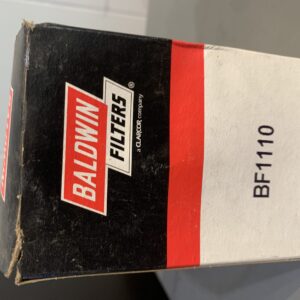 BALDWIN
FILTERS®
a CLARCOR company
BF1110